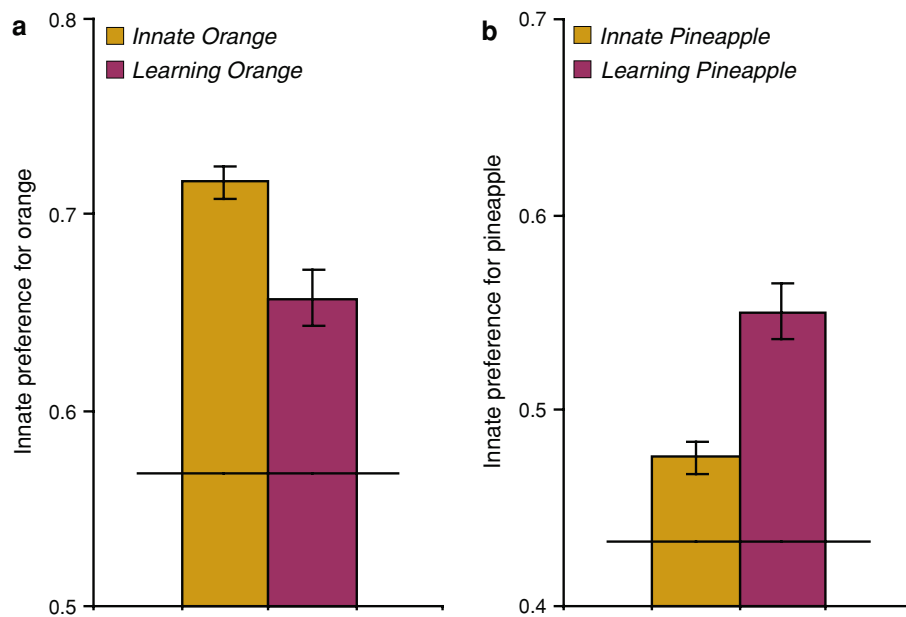 a
Innate Orange
Learning Orange
Innate preference for orange
0.8
0.7
0.6
0.5
b
Innate Pineapple
Learning Pineapple
Innate preference for pineapple
0.7
0.6
0.5
0.4